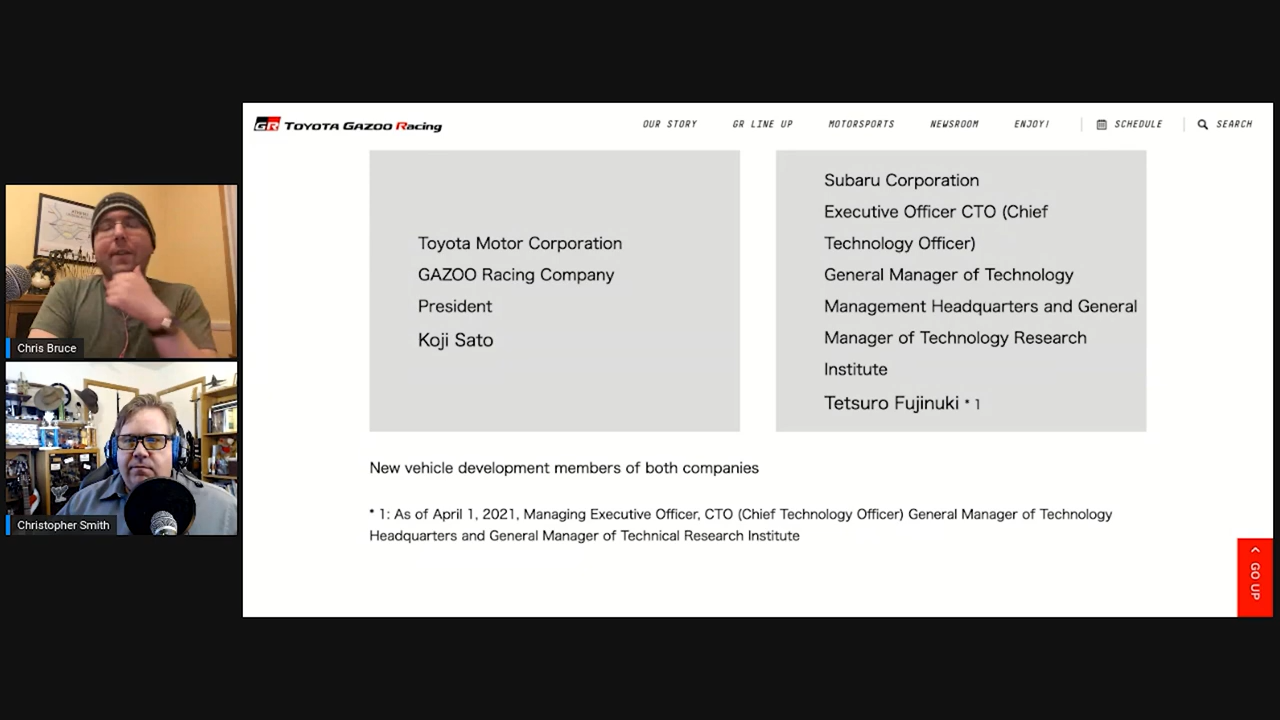 GR TOYOTA GAZOO Racing
OUR STORY
GR LINE UP
MOTORSPORTS
NEWSROOM
ENJOY!
SCHEDULE
SEARCH
Toyota Motor Corporation
GAZOO Racing Company
President
Koji Sato
Subaru Corporation
Executive Officer CTO (Chief
Technology Officer)
General Manager of Technology
Management Headquarters and General
Manager of Technology Research
Institute
Tetsuro Fujinuki * 1
New vehicle development members of both companies
* 1: As of April 1, 2021, Managing Executive Officer, CTO (Chief Technology Officer) General Manager of Technology
Headquarters and General Manager of Technical Research Institute
GO UP
Chris Bruce
Christopher Smith